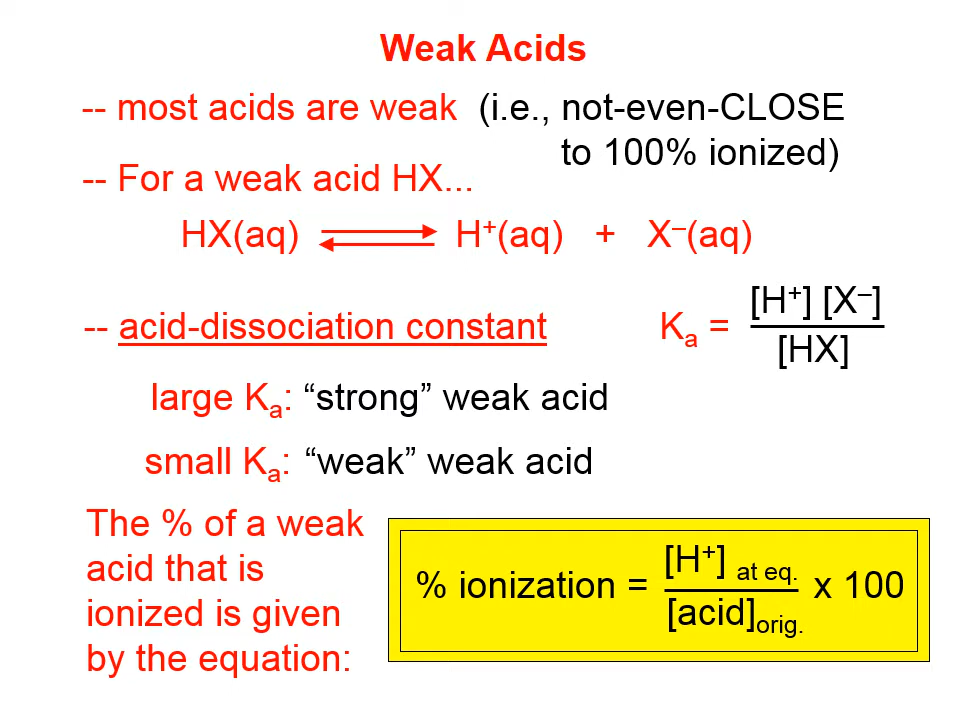 Weak Acids
-- most acids are weak (i.e., not-even-CLOSE
to 100% ionized)
-- For a weak acid HX...
HX(aq) ⇌ H⁺(aq) + X⁻(aq)
-- acid-dissociation constant Kₐ = [H⁺] [X⁻] / [HX]
large Kₐ: “strong” weak acid
small Kₐ: “weak” weak acid
The % of a weak
acid that is
ionized is given
by the equation:
% ionization = [H⁺] at eq. / [acid]orig. x 100